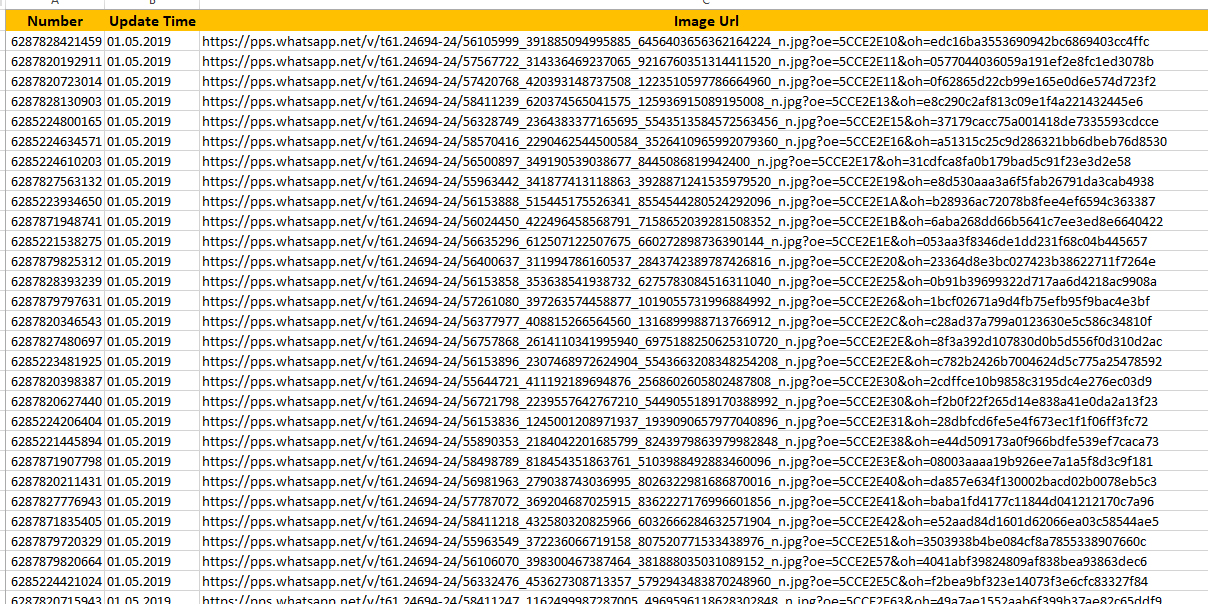 A B C
Number Update Time Image Url
6287828421459 01.05.2019 https://pps.whatsapp.net/v/t61.24694-24/56105999_391885094995885_6456403656362164224_n.jpg?oe=5CCE2E10&oh=edc16ba3553690942bc6869403cc4ffc
6287820192911 01.05.2019 https://pps.whatsapp.net/v/t61.24694-24/57567722_314336469237065_9216760351314411520_n.jpg?oe=5CCE2E11&oh=0577044036059a191ef2e8fc1ed3078b
6287820723014 01.05.2019 https://pps.whatsapp.net/v/t61.24694-24/57420768_420393148737508_1223510597786664960_n.jpg?oe=5CCE2E11&oh=0f62865d22cb99e165e0d6e574d723f2
6287828130903 01.05.2019 https://pps.whatsapp.net/v/t61.24694-24/58411239_620374565041575_125936915089195008_n.jpg?oe=5CCE2E13&oh=e8c290c2af813c09e1f4a221432445e6
6285224800165 01.05.2019 https://pps.whatsapp.net/v/t61.24694-24/56328749_2364383377165695_5543513584572563456_n.jpg?oe=5CCE2E15&oh=37179cacc75a001418de7335593cdcce
6285224634571 01.05.2019 https://pps.whatsapp.net/v/t61.24694-24/58570416_2290462544500584_3526410965992079360_n.jpg?oe=5CCE2E16&oh=a51315c25c9d286321bb6dbeb76d8530
6285224610203 01.05.2019 https://pps.whatsapp.net/v/t61.24694-24/56500897_349190539038677_8445086819942400_n.jpg?oe=5CCE2E17&oh=31cdfca8fa0b179bad5c91f23e3d2e58
6287827563132 01.05.2019 https://pps.whatsapp.net/v/t61.24694-24/55963442_341877413118863_3928871241535979520_n.jpg?oe=5CCE2E19&oh=e8d530aaa3a6f5fab26791da3cab4938
6285223934650 01.05.2019 https://pps.whatsapp.net/v/t61.24694-24/56153888_515445175526341_8554544280524292096_n.jpg?oe=5CCE2E1A&oh=b28936ac72078b8fee4ef6594c363387
6287871948741 01.05.2019 https://pps.whatsapp.net/v/t61.24694-24/56024450_422496458568791_7158652039281508352_n.jpg?oe=5CCE2E1B&oh=6aba268dd66b5641c7ee3ed8e6640422
6285221538275 01.05.2019 https://pps.whatsapp.net/v/t61.24694-24/56635296_612507122507675_660272898736390144_n.jpg?oe=5CCE2E1E&oh=053aa3f8346de1dd231f68c04b445657
6287879825312 01.05.2019 https://pps.whatsapp.net/v/t61.24694-24/56400637_311994786160537_2843742389787426816_n.jpg?oe=5CCE2E20&oh=23364d8e3bc027423b38622711f7264e
6287828393239 01.05.2019 https://pps.whatsapp.net/v/t61.24694-24/56153858_353638541938732_6275783084516311040_n.jpg?oe=5CCE2E25&oh=0b91b39699322d717aa6d4218ac9908a
6287879797631 01.05.2019 https://pps.whatsapp.net/v/t61.24694-24/57261080_397263574458877_1019055731996884992_n.jpg?oe=5CCE2E26&oh=1bcf02671a9d4fb75efb95f9bac4e3bf
6287820346543 01.05.2019 https://pps.whatsapp.net/v/t61.24694-24/56377977_408815266564560_1316899988713766912_n.jpg?oe=5CCE2E2C&oh=c28ad37a799a0123630e5c586c34810f
6287827480697 01.05.2019 https://pps.whatsapp.net/v/t61.24694-24/56757868_2614110341995940_6975188250625310720_n.jpg?oe=5CCE2E2E&oh=8f3a392d107830d0b5d556f0d310d2ac
6285223481925 01.05.2019 https://pps.whatsapp.net/v/t61.24694-24/56153896_2307468972624904_5543663208348254208_n.jpg?oe=5CCE2E2E&oh=c782b2426b7004624d5c775a25478592
6287820398387 01.05.2019 https://pps.whatsapp.net/v/t61.24694-24/55644721_411192189694876_2568602605802487808_n.jpg?oe=5CCE2E30&oh=2cdffce10b9858c3195dc4e276ec03d9
6287820627440 01.05.2019 https://pps.whatsapp.net/v/t61.24694-24/56721798_2239557642767210_5449055189170388992_n.jpg?oe=5CCE2E30&oh=f2b0f22f265d14e838a41e0da2a13f23
6285224206404 01.05.2019 https://pps.whatsapp.net/v/t61.24694-24/56153836_1245001208971937_1939090657977040896_n.jpg?oe=5CCE2E31&oh=28dbfcd6fe5e4f673ec1f1f06ff3fc72
6285221445894 01.05.2019 https://pps.whatsapp.net/v/t61.24694-24/55890353_2184042201685799_8243979863979982848_n.jpg?oe=5CCE2E38&oh=e44d509173a0f966bdfe539ef7caca73
6287871907798 01.05.2019 https://pps.whatsapp.net/v/t61.24694-24/58498789_818454351863761_5103988492883460096_n.jpg?oe=5CCE2E3E&oh=08003aaaa19b926ee7a1a5f8d3c9f181
6287820211431 01.05.2019 https://pps.whatsapp.net/v/t61.24694-24/56981963_279038743036995_8026322981686870016_n.jpg?oe=5CCE2E40&oh=da857e634f130002bacd02b0078eb5c3
6287827776943 01.05.2019 https://pps.whatsapp.net/v/t61.24694-24/57787072_369204687025915_8362227176996601856_n.jpg?oe=5CCE2E41&oh=baba1fd4177c11844d041212170c7a96
6287871835405 01.05.2019 https://pps.whatsapp.net/v/t61.24694-24/58411218_432580320825966_6032666284632571904_n.jpg?oe=5CCE2E42&oh=e52aad84d1601d62066ea03c58544ae5
6287879720329 01.05.2019 https://pps.whatsapp.net/v/t61.24694-24/55963549_372236066719158_807520771533438976_n.jpg?oe=5CCE2E51&oh=3503938b4be084cf8a7855338907660c
6287879820664 01.05.2019 https://pps.whatsapp.net/v/t61.24694-24/56106070_398300467387464_381888035031089152_n.jpg?oe=5CCE2E57&oh=4041abf39824809af838bea93863dec6
6285224421024 01.05.2019 https://pps.whatsapp.net/v/t61.24694-24/56332476_453627308713357_5792943483870248960_n.jpg?oe=5CCE2E5C&oh=f2bea9bf323e14073f3e6cfc83327f84
6287820715943 01.05.2019 https://pps.whatsapp.net/v/t61.24694-24/58411247_1162499987287005_4969596118628302848_n.jpg?oe=5CCE2E63&oh=49a7ae1552aab6f399b37ae82c65ddf9